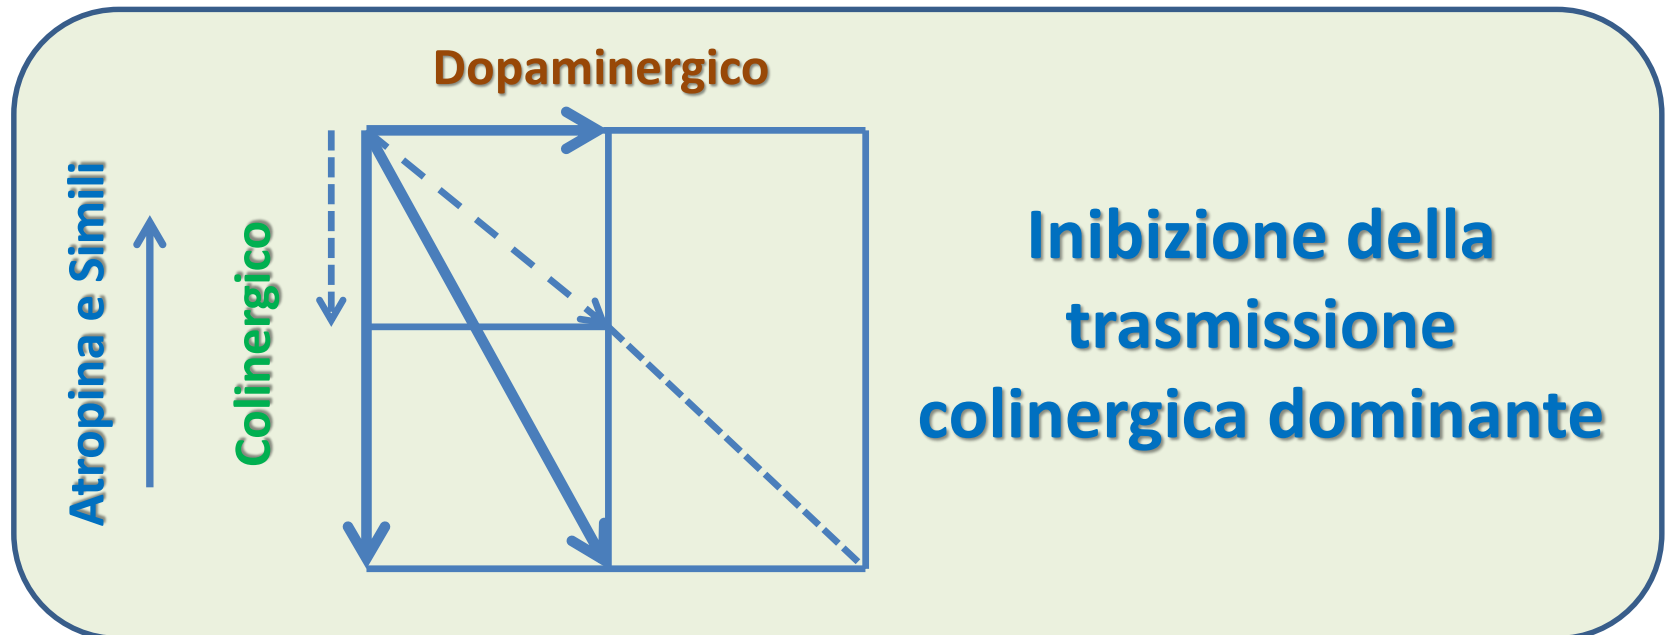 Dopaminergico
Atropina e Simili
Colinergico
Inibizione della
trasmissione
colinergica dominante